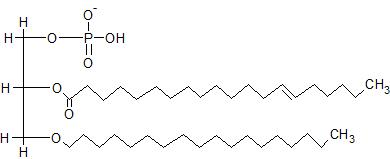 O⁻
H O P OH
O
H O
O CH₃
H O CH₃
H